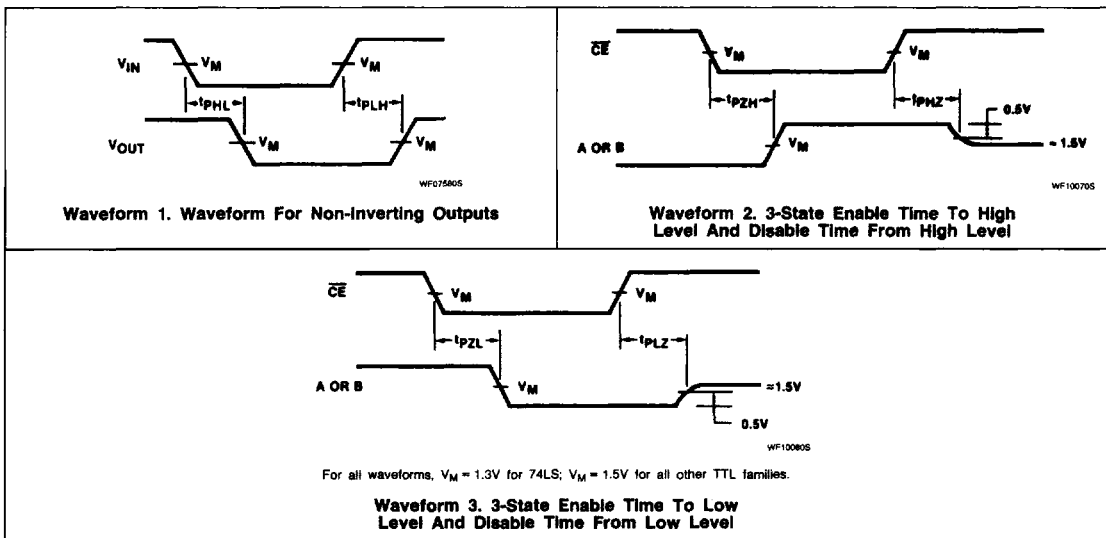 V_IN
V_M
V_M
t_PHL
t_PLH
V_OUT
V_M
V_M
WF07580S
Waveform 1. Waveform For Non-Inverting Outputs
C̅E̅
V_M
V_M
t_PZH
t_PHZ
0.5V
A OR B
V_M
≈ 1.5V
WF10070S
Waveform 2. 3-State Enable Time To High
Level And Disable Time From High Level
C̅E̅
V_M
V_M
t_PZL
t_PLZ
A OR B
V_M
≈1.5V
0.5V
WF10080S
For all waveforms, V_M = 1.3V for 74LS; V_M = 1.5V for all other TTL families.
Waveform 3. 3-State Enable Time To Low
Level And Disable Time From Low Level